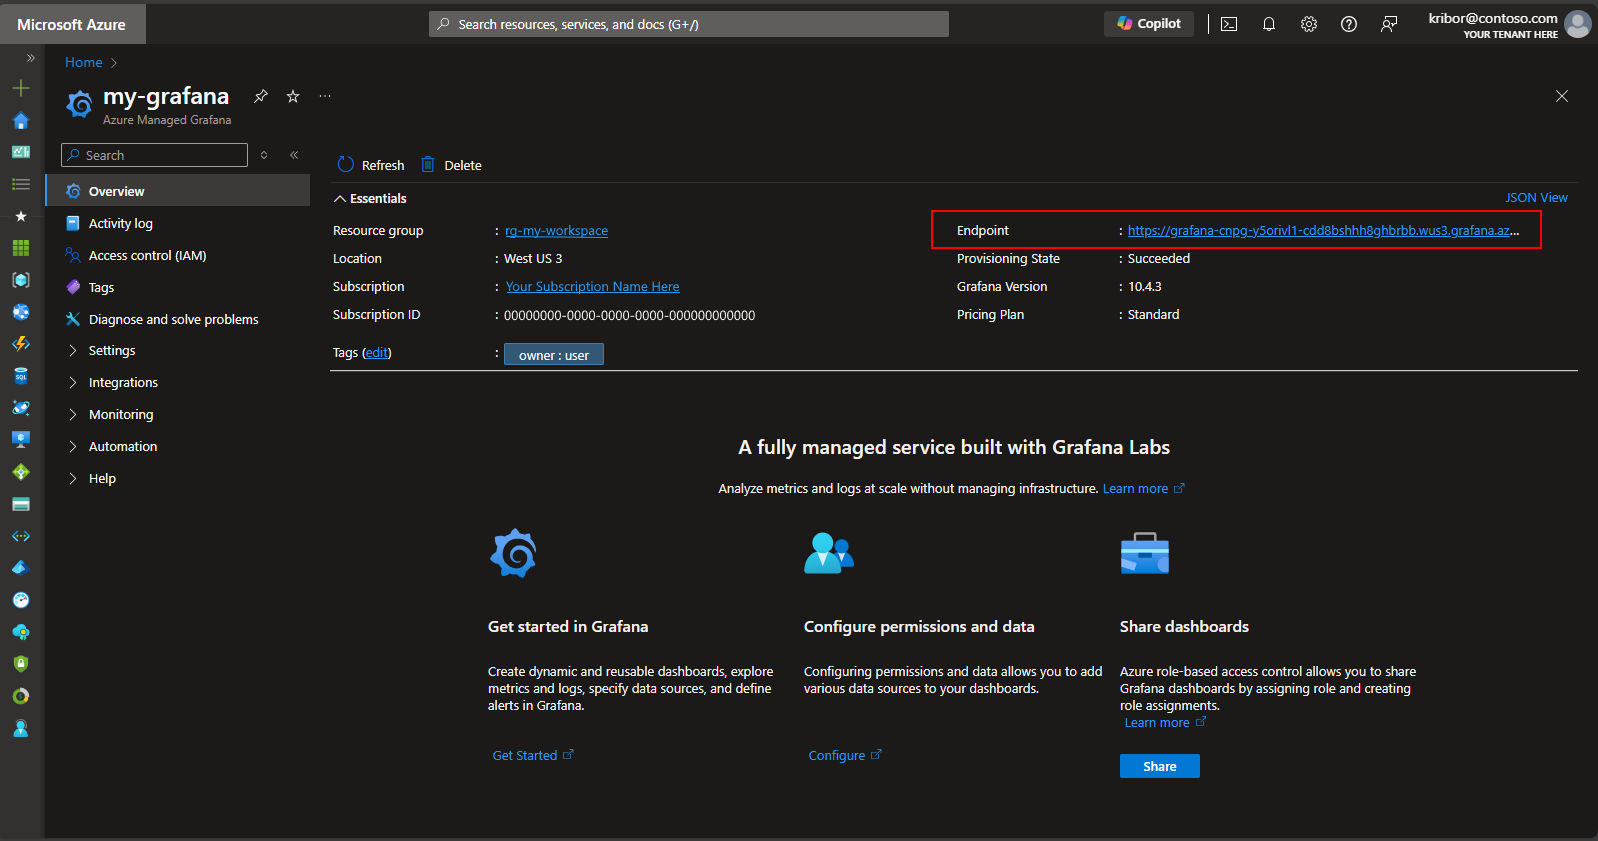 Microsoft Azure
Search resources, services, and docs (G+/)
Copilot
kribor@contoso.com
YOUR TENANT HERE
Home
my-grafana
Azure Managed Grafana
Search
Refresh
Delete
Overview
Activity log
Access control (IAM)
Tags
Diagnose and solve problems
Settings
Integrations
Monitoring
Automation
Help
Essentials
JSON View
Resource group : rg-my-workspace
Location : West US 3
Subscription : Your Subscription Name Here
Subscription ID : 00000000-0000-0000-0000-000000000000
Tags (edit) : owner : user
Endpoint : https://grafana-cnpg-y5orivl1-cdd8bshhh8ghbrbb.wus3.grafana.az...
Provisioning State : Succeeded
Grafana Version : 10.4.3
Pricing Plan : Standard
A fully managed service built with Grafana Labs
Analyze metrics and logs at scale without managing infrastructure. Learn more
Get started in Grafana
Create dynamic and reusable dashboards, explore
metrics and logs, specify data sources, and define
alerts in Grafana.
Get Started
Configure permissions and data
Configuring permissions and data allows you to add
various data sources to your dashboards.
Configure
Share dashboards
Azure role-based access control allows you to share
Grafana dashboards by assigning role and creating
role assignments.
Learn more
Share
SQL